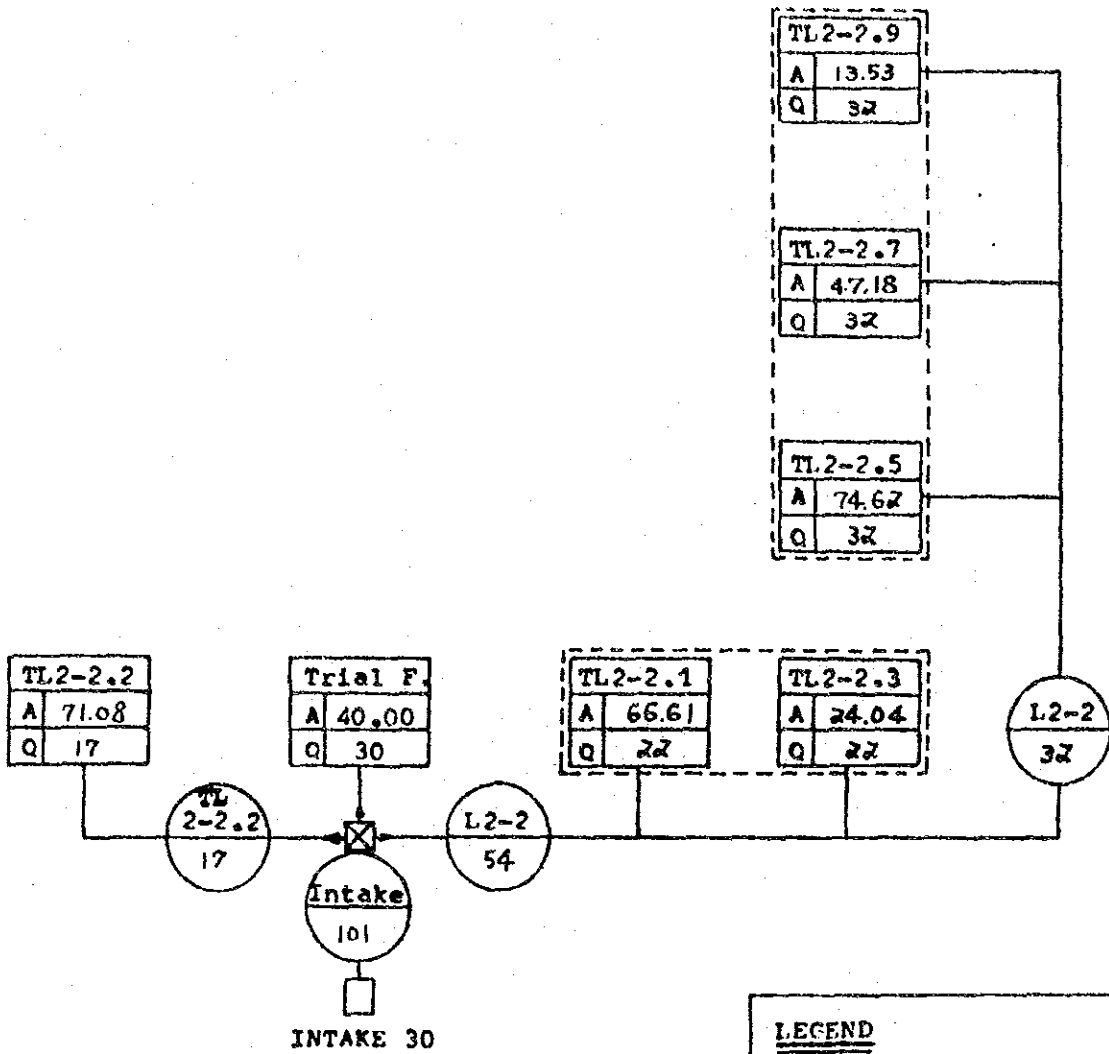 TL2-2.9
A 13.53
Q 32
TL2-2.7
A 47.18
Q 32
TL2-2.5
A 74.62
Q 32
TL2-2.2
A 71.08
Q 17
Trial F.
A 40.00
Q 30
TL2-2.1
A 66.61
Q 22
TL2-2.3
A 24.04
Q 22
L2-2
32
TL
2-2.2
17
L2-2
54
Intake
101
INTAKE 30
LEGEND